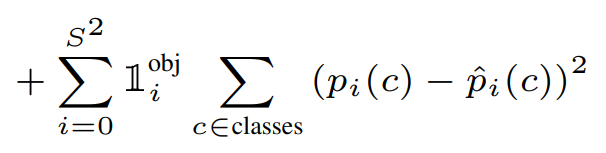 + \sum_{i=0}^{S^2} \mathbb{1}_i^{\text{obj}} \sum_{c \in \text{classes}} (p_i(c) - \hat{p}_i(c))^2